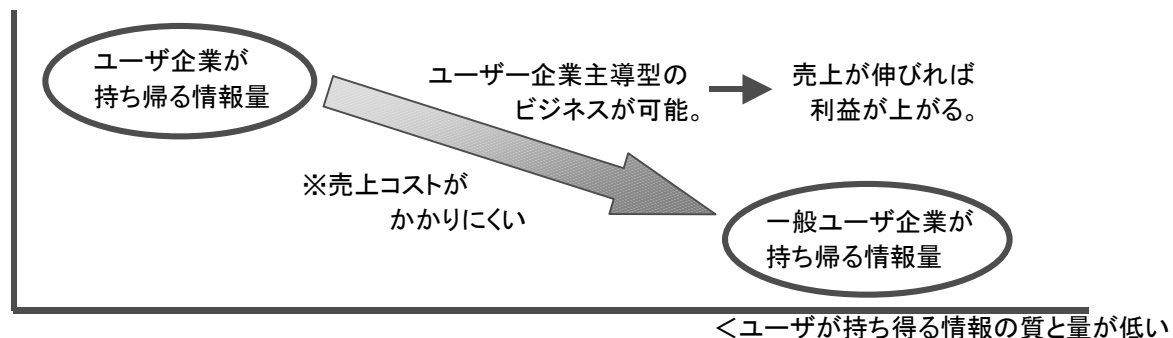 ユーザ企業が
持ち帰る情報量
ユーザー企業主導型の
ビジネスが可能。
売上が伸びれば
利益が上がる。
※売上コストが
かかりにくい
一般ユーザ企業が
持ち帰る情報量
＜ユーザが持ち得る情報の質と量が低い